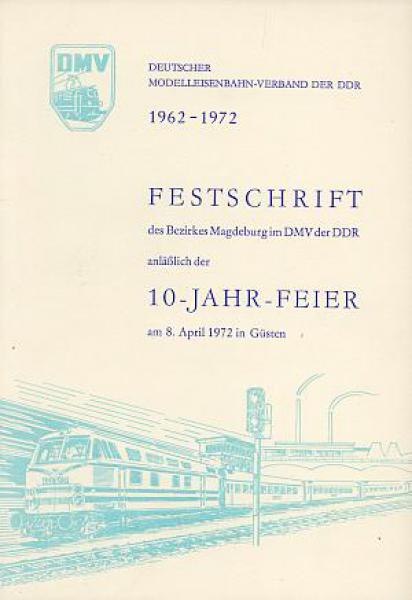 DMV
DEUTSCHER
MODELLEISENBAHN-VERBAND DER DDR
1962-1972
FESTSCHRIFT
des Bezirkes Magdeburg im DMV der DDR
anläßlich der
10-JAHR-FEIER
am 8. April 1972 in Güsten